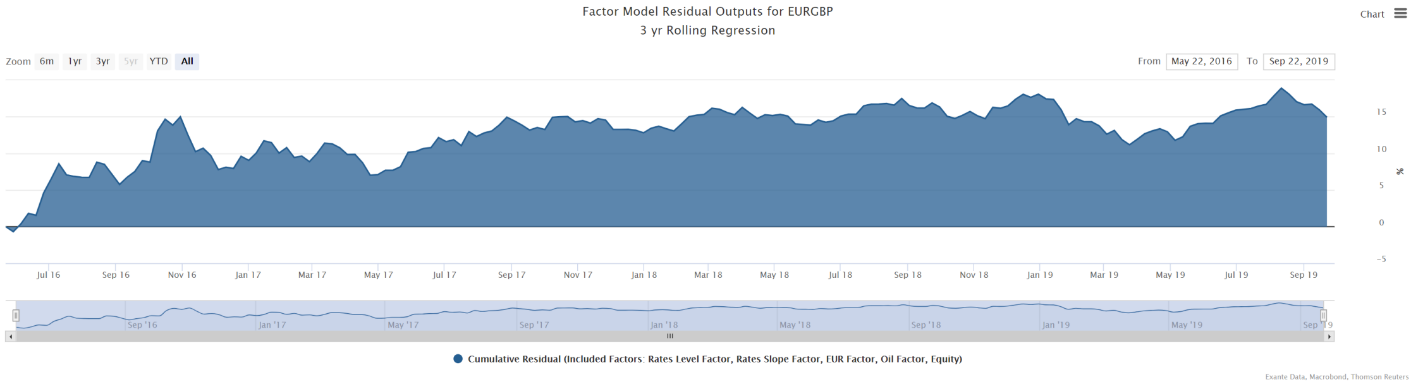 Factor Model Residual Outputs for EURGBP
3 yr Rolling Regression
Chart
Zoom 6m 1yr 3yr 5yr YTD All
From May 22, 2016 To Sep 22, 2019
15
10
%
5
0
-5
Jul 16 Sep 16 Nov 16 Jan 17 Mar 17 May 17 Jul 17 Sep 17 Nov 17 Jan 18 Mar 18 May 18 Jul 18 Sep 18 Nov 18 Jan 19 Mar 19 May 19 Jul 19 Sep 19
Sep '16 Jan '17 May '17 Sep '17 Jan '18 May '18 Sep '18 Jan '19 May '19 Sep '19
Cumulative Residual (Included Factors: Rates Level Factor, Rates Slope Factor, EUR Factor, Oil Factor, Equity)
Exante Data, Macrobond, Thomson Reuters